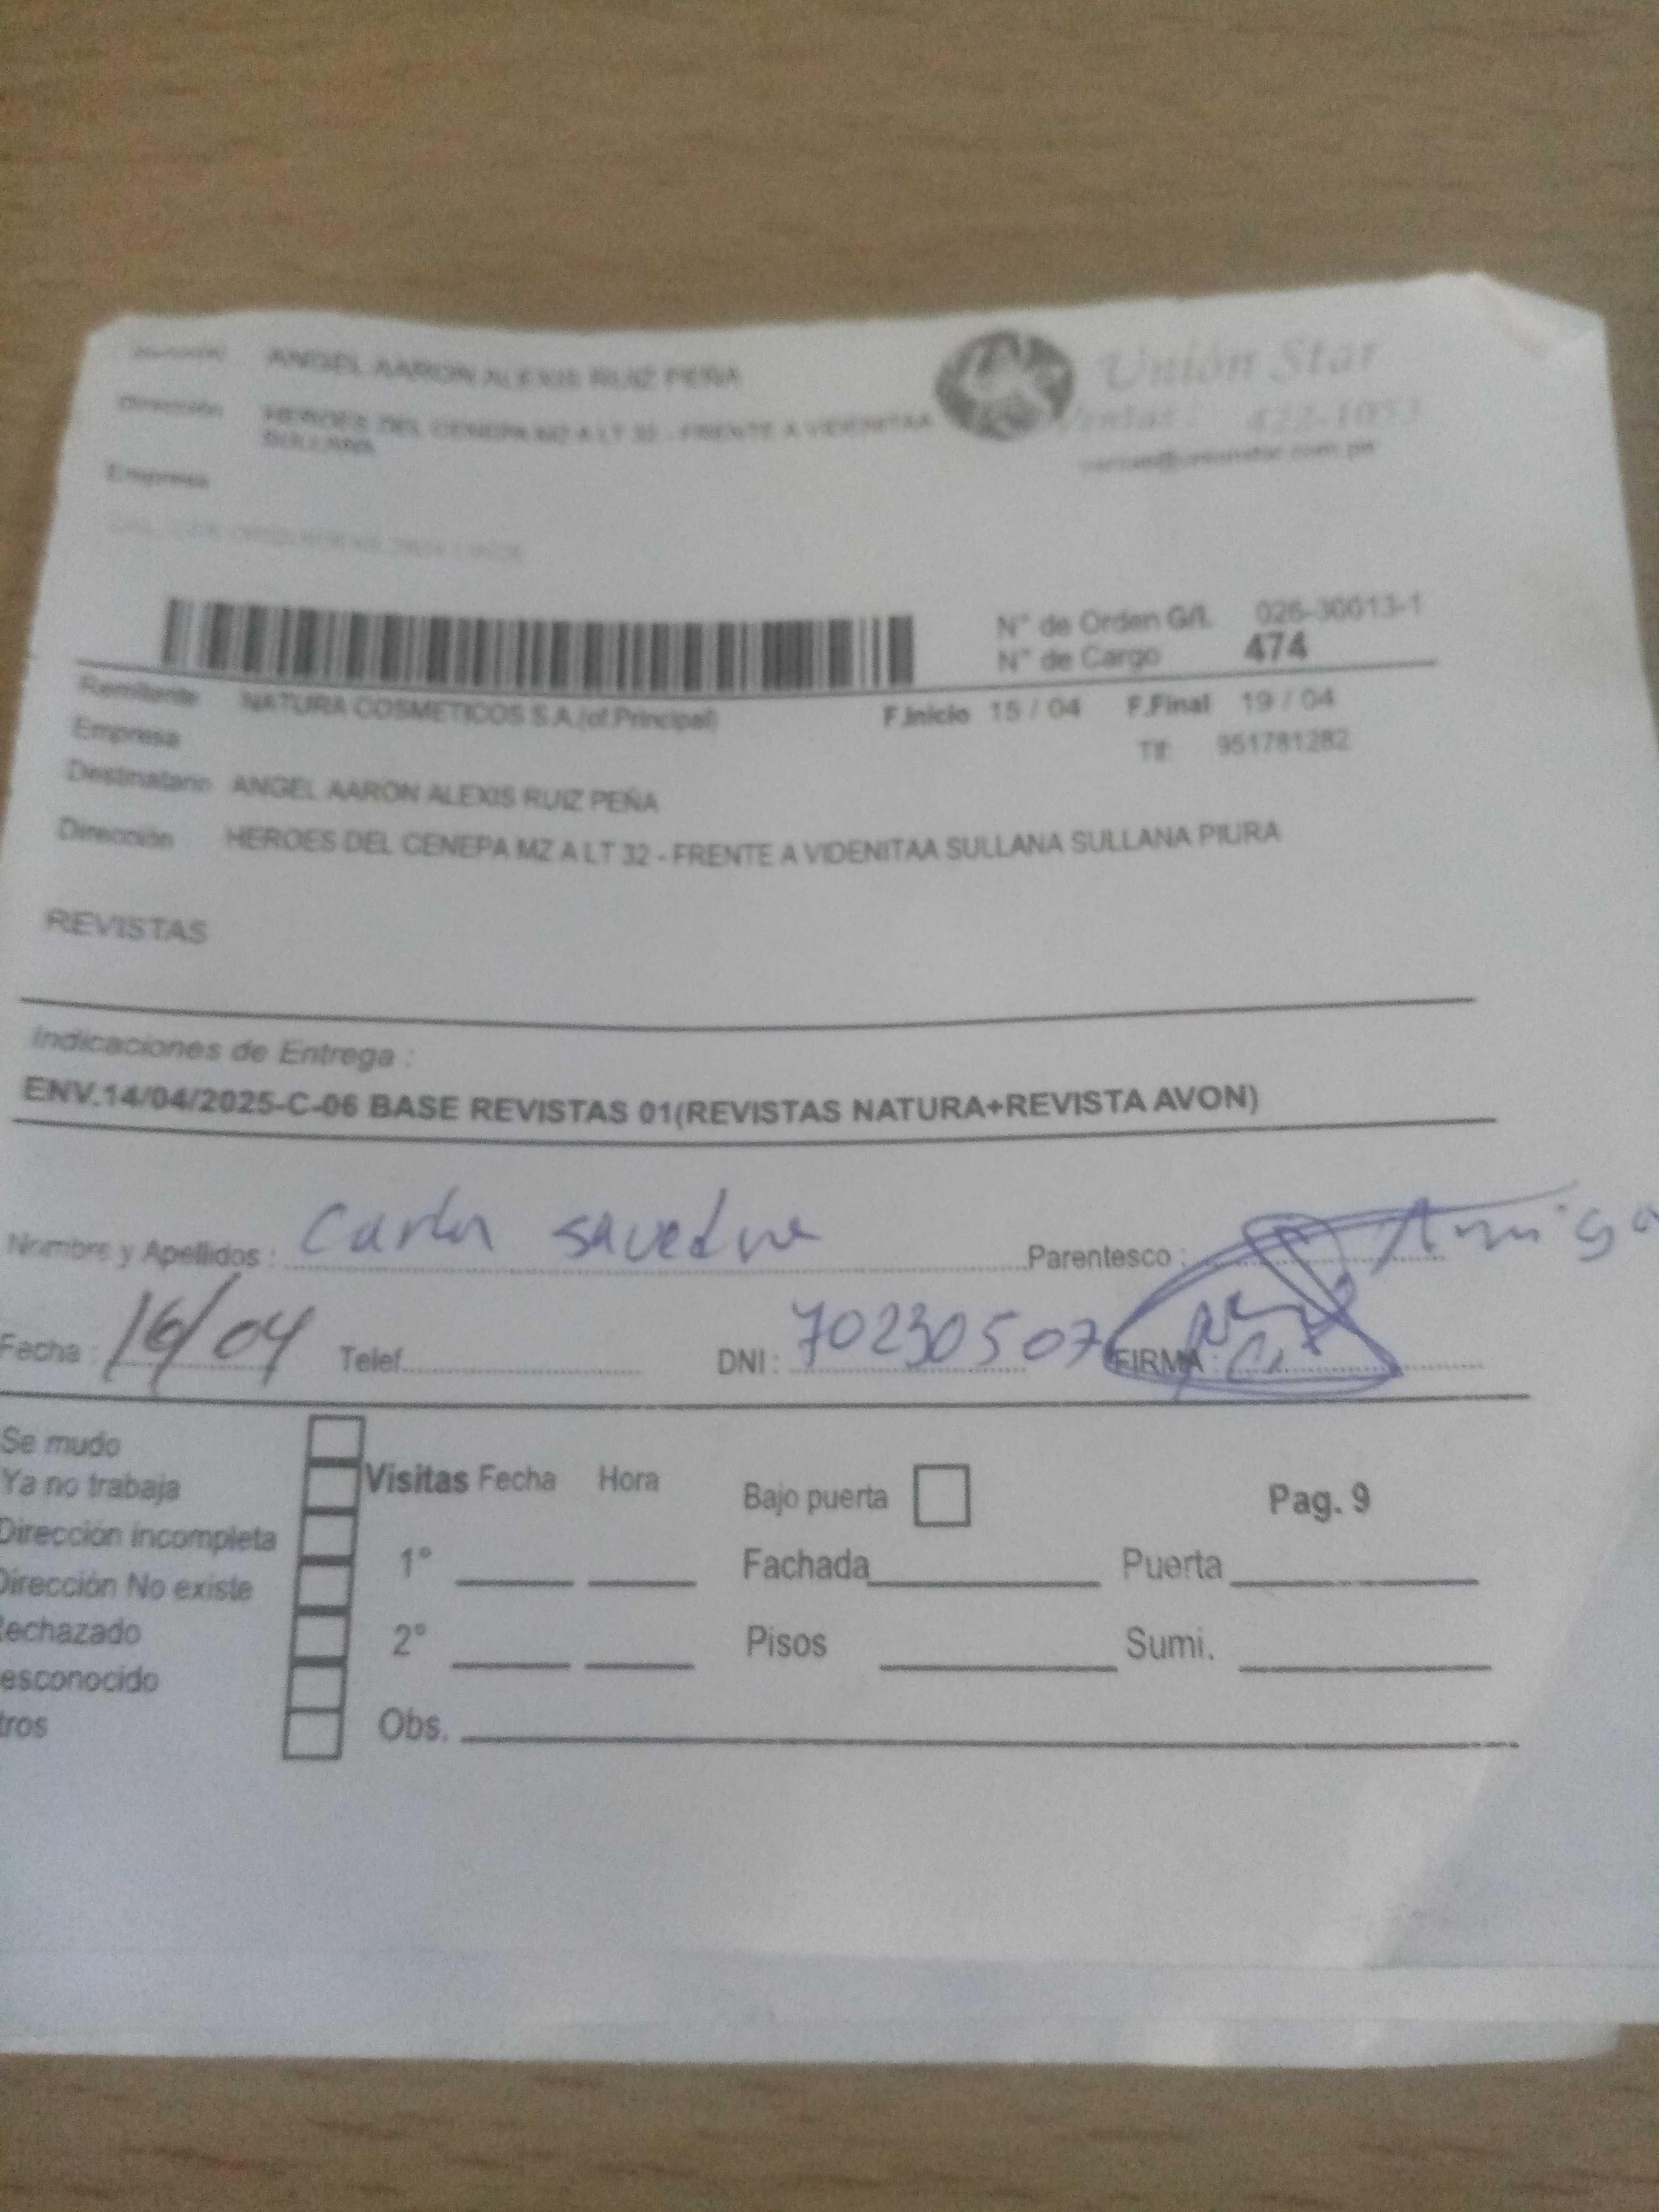 ANGEL AARON ALEXIS RUIZ PEÑA
Dirección HEROES DEL CENEPA MZ A LT 32 - FRENTE A VIDENITAA
SULLANA
Empresa
Unión Star
Ventas: 422-1053
ventas@unionstar.com.pe
N° de Orden G/L 026-30013-1
N° de Cargo 474
Remitente NATURA COSMETICOS S.A.(of.Principal) F.Inicio 15 / 04 F.Final 19 / 04
Empresa Tlf: 951781282
Destinatario ANGEL AARON ALEXIS RUIZ PEÑA
Dirección HEROES DEL CENEPA MZ A LT 32 - FRENTE A VIDENITAA SULLANA SULLANA PIURA
REVISTAS
Indicaciones de Entrega :
ENV.14/04/2025-C-06 BASE REVISTAS 01(REVISTAS NATURA+REVISTA AVON)
Nombre y Apellidos : Parentesco : Amiga
Fecha : 16/04 Telef. DNI : 70230507 FIRMA :
Se mudo
Ya no trabaja
Dirección incompleta
Dirección No existe
Rechazado
esconocido
tros
Visitas Fecha Hora
1°
2°
Obs.
Bajo puerta Pag. 9
Fachada Puerta
Pisos Sumi.